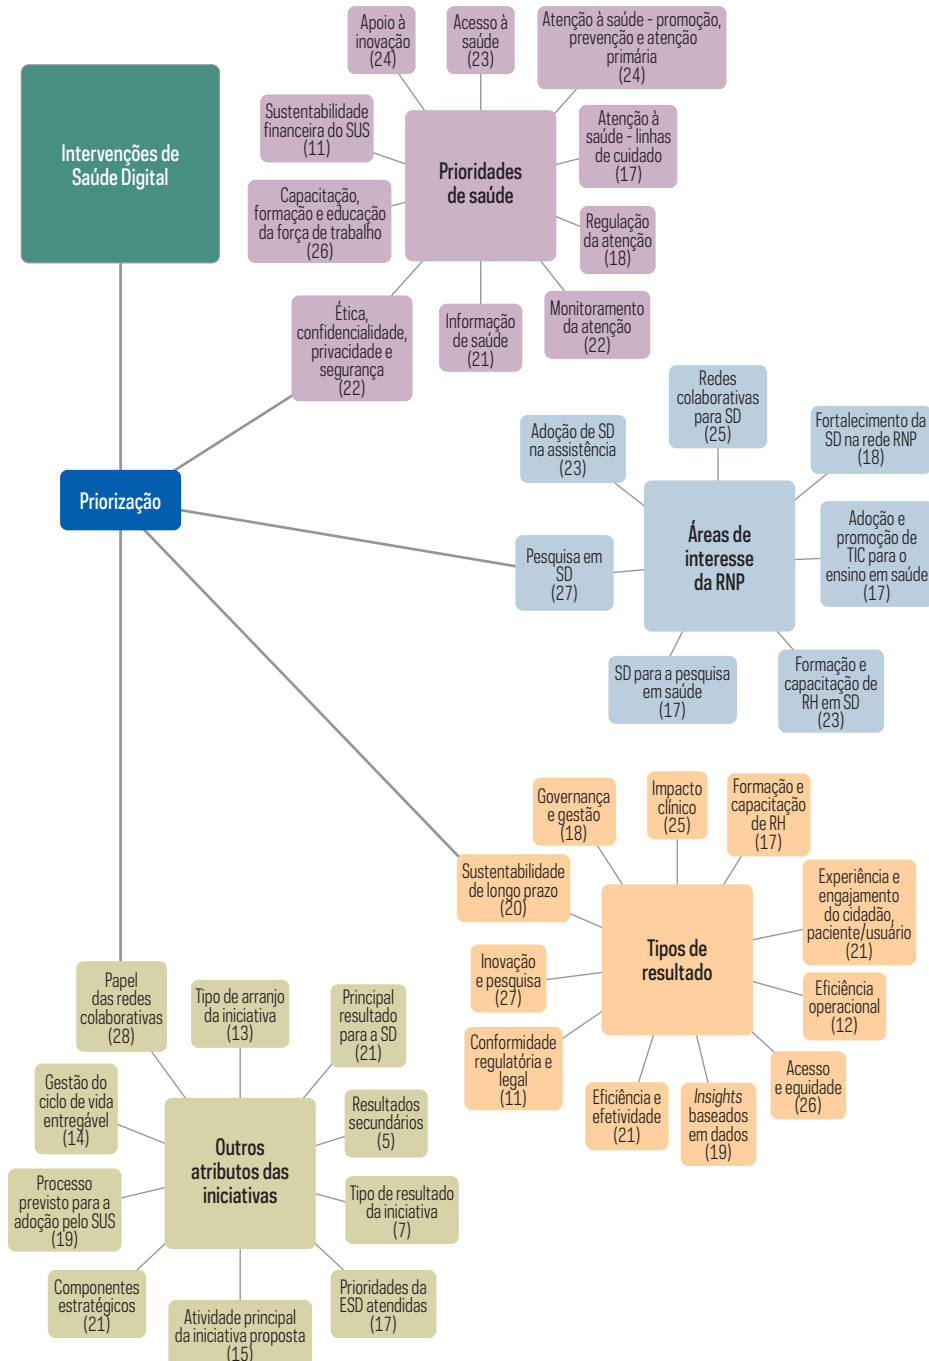 Intervenções de
Saúde Digital
Priorização
Prioridades
de saúde
Apoio à
inovação
(24)
Acesso à
saúde
(23)
Atenção à saúde - promoção,
prevenção e atenção
primária
(24)
Sustentabilidade
financeira do SUS
(11)
Atenção à
saúde - linhas
de cuidado
(17)
Capacitação,
formação e educação
da força de trabalho
(26)
Regulação
da atenção
(18)
Ética,
confidencialidade,
privacidade e
segurança
(22)
Informação
de saúde
(21)
Monitoramento
da atenção
(22)
Áreas de
interesse
da RNP
Redes
colaborativas
para SD
(25)
Adoção de SD
na assistência
(23)
Fortalecimento da
SD na rede RNP
(18)
Pesquisa em
SD
(27)
Adoção e
promoção de
TIC para o
ensino em saúde
(17)
SD para a pesquisa
em saúde
(17)
Formação e
capacitação de
RH em SD
(23)
Tipos de
resultado
Governança
e gestão
(18)
Impacto
clínico
(25)
Formação e
capacitação
de RH
(17)
Sustentabilidade
de longo prazo
(20)
Experiência e
engajamento
do cidadão,
paciente/usuário
(21)
Inovação
e pesquisa
(27)
Eficiência
operacional
(12)
Conformidade
regulatória e
legal
(11)
Eficiência e
efetividade
(21)
Insights
baseados
em dados
(19)
Acesso
e equidade
(26)
Outros
atributos das
iniciativas
Papel
das redes
colaborativas
(28)
Tipo de arranjo
da iniciativa
(13)
Principal
resultado
para a SD
(21)
Gestão do
ciclo de vida
entregável
(14)
Resultados
secundários
(5)
Processo
previsto para a
adoção pelo SUS
(19)
Tipo de resultado
da iniciativa
(7)
Componentes
estratégicos
(21)
Atividade principal
da iniciativa proposta
(15)
Prioridades da
ESD atendidas
(17)